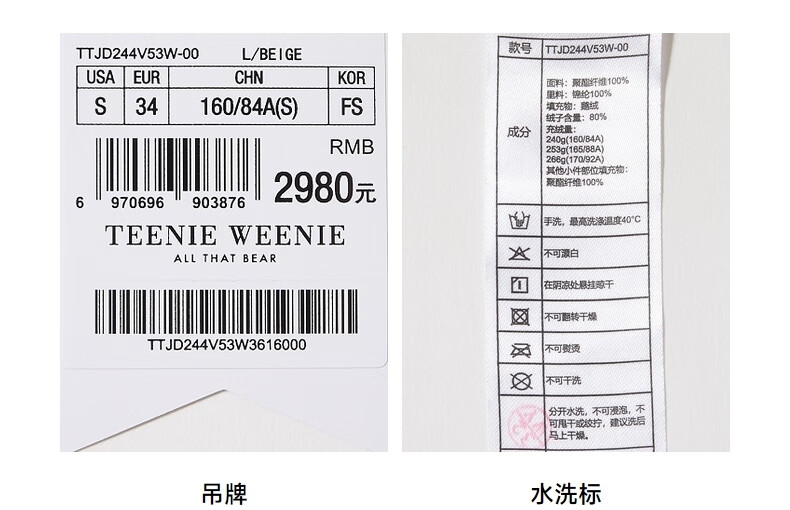 TTJD244V53W-00 L/BEIGE
USA EUR CHN KOR
S 34 160/84A(S) FS
RMB
2980元
6 970696 903876
TEENIE WEENIE
ALL THAT BEAR
TTJD244V53W3616000
吊牌
款号 TTJD244V53W-00
成分
面料：聚酯纤维100%
里料：锦纶100%
填充物：鹅绒
绒子含量：80%
充绒量：
240g(160/84A)
253g(165/88A)
266g(170/92A)
其他小件部位填充物：
聚酯纤维100%
手洗，最高洗涤温度40°C
不可漂白
在阴凉处悬挂晾干
不可翻转干燥
不可熨烫
不可干洗
分开水洗，不可浸泡，不
可甩干或绞拧，建议洗后
马上干燥。
水洗标